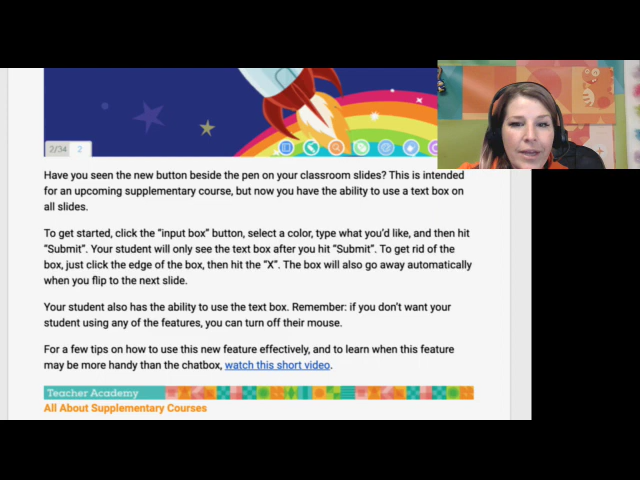 2/34 2
Have you seen the new button beside the pen on your classroom slides? This is intended
for an upcoming supplementary course, but now you have the ability to use a text box on
all slides.
To get started, click the “input box” button, select a color, type what you’d like, and then hit
“Submit”. Your student will only see the text box after you hit “Submit”. To get rid of the
box, just click the edge of the box, then hit the “X”. The box will also go away automatically
when you flip to the next slide.
Your student also has the ability to use the text box. Remember: if you don’t want your
student using any of the features, you can turn off their mouse.
For a few tips on how to use this new feature effectively, and to learn when this feature
may be more handy than the chatbox, watch this short video.
Teacher Academy
All About Supplementary Courses